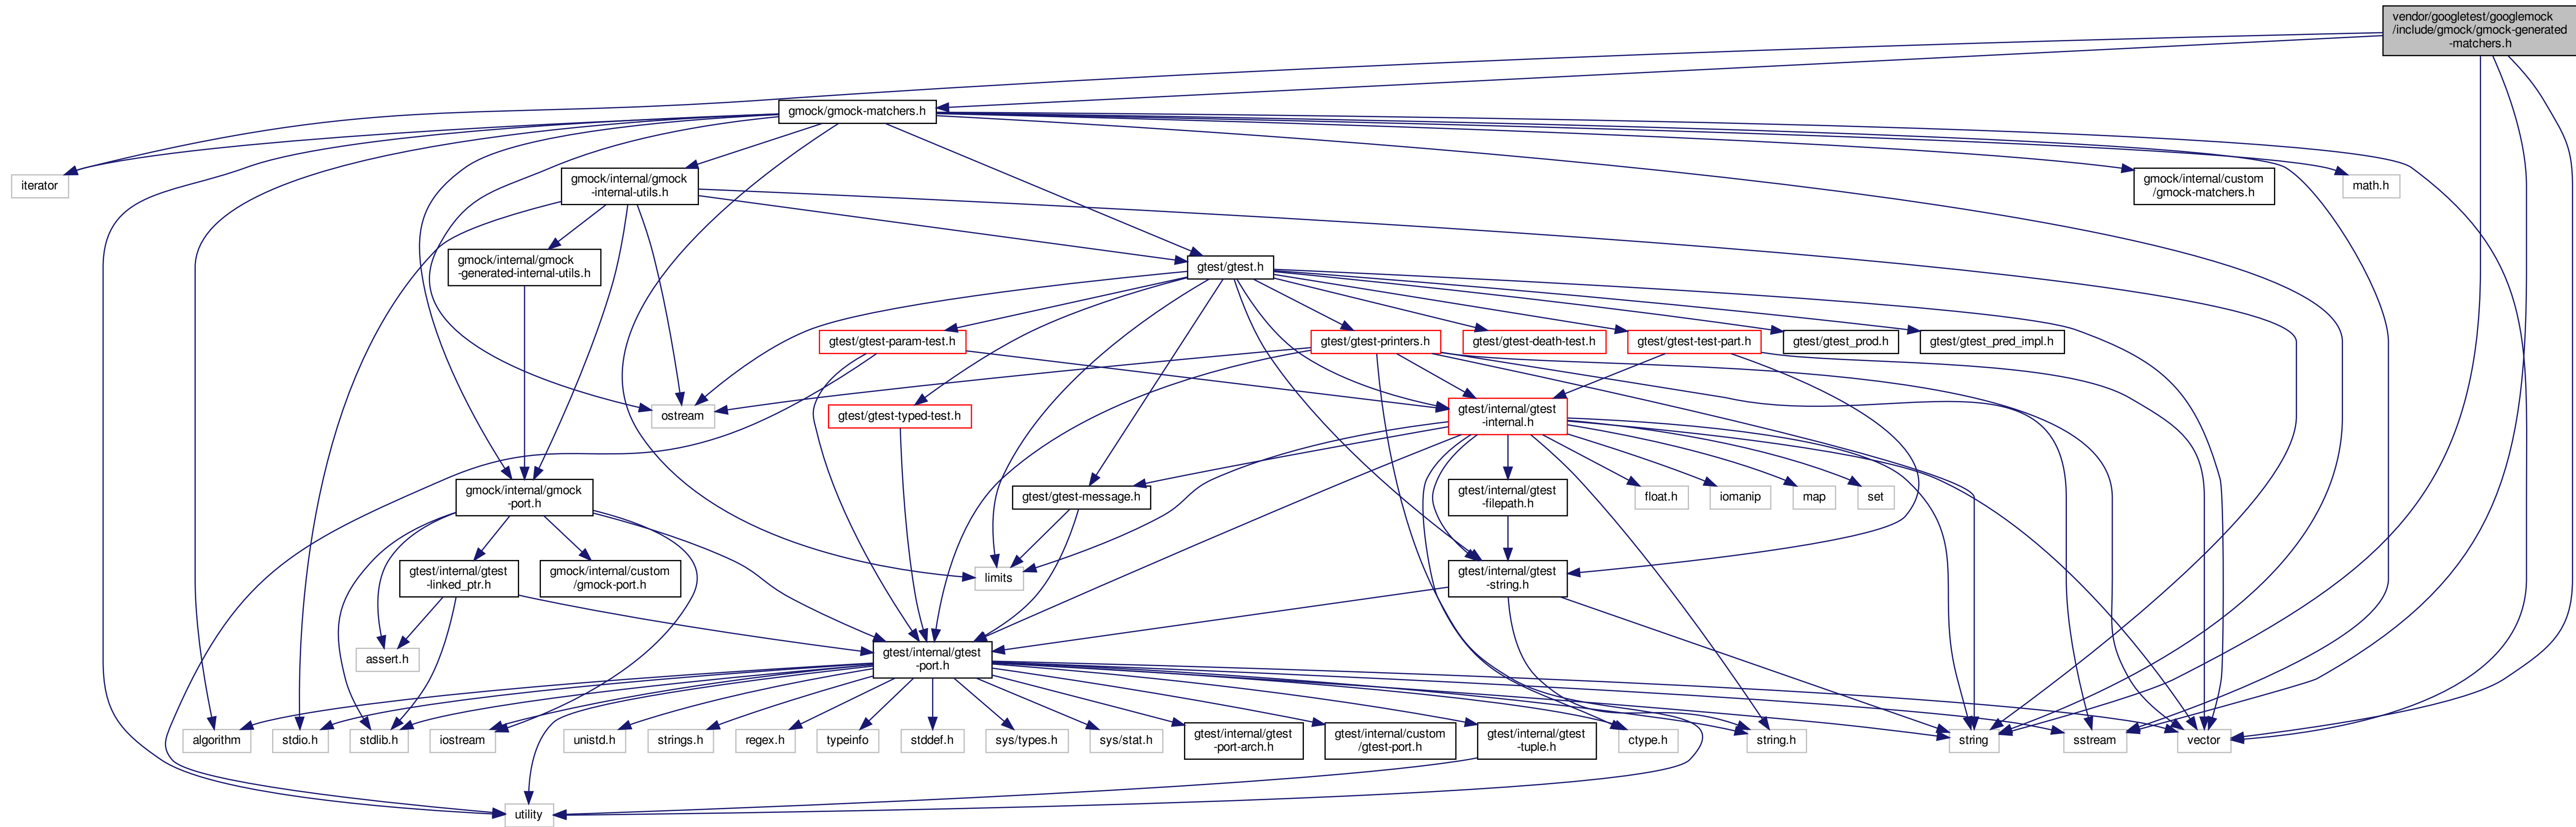 vendor/googletest/googlemock
/include/gmock/gmock-generated
-matchers.h
gmock/gmock-matchers.h
iterator
gmock/internal/gmock
-internal-utils.h
gmock/internal/custom
/gmock-matchers.h
math.h
gmock/internal/gmock
-generated-internal-utils.h
gtest/gtest.h
gtest/gtest-param-test.h
gtest/gtest-printers.h
gtest/gtest-death-test.h
gtest/gtest-test-part.h
gtest/gtest_prod.h
gtest/gtest_pred_impl.h
ostream
gtest/gtest-typed-test.h
gtest/internal/gtest
-internal.h
gmock/internal/gmock
-port.h
gtest/gtest-message.h
gtest/internal/gtest
-filepath.h
float.h
iomanip
map
set
gtest/internal/gtest
-linked_ptr.h
gmock/internal/custom
/gmock-port.h
limits
gtest/internal/gtest
-string.h
assert.h
gtest/internal/gtest
-port.h
algorithm
stdio.h
stdlib.h
iostream
unistd.h
strings.h
regex.h
typeinfo
stddef.h
sys/types.h
sys/stat.h
gtest/internal/gtest
-port-arch.h
gtest/internal/custom
/gtest-port.h
gtest/internal/gtest
-tuple.h
ctype.h
string.h
string
sstream
vector
utility